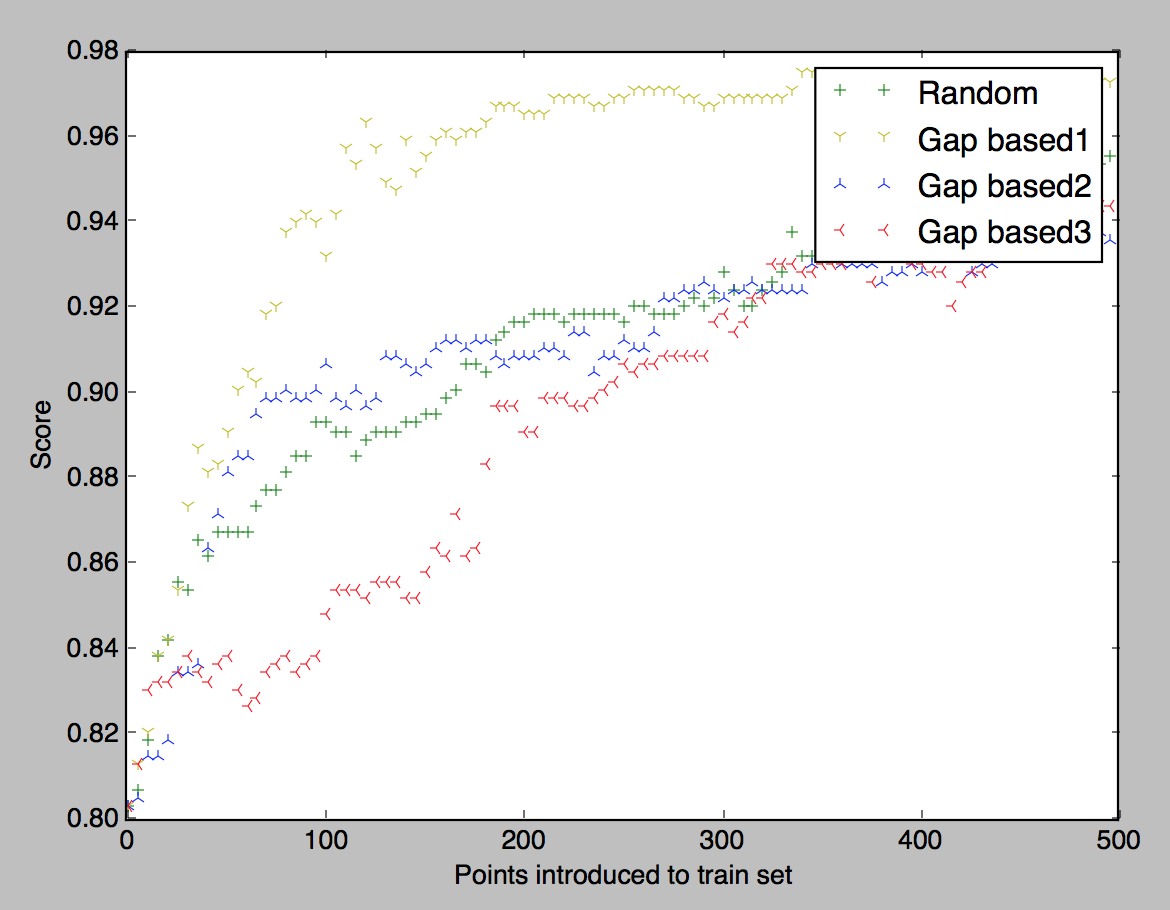 0.98
0.96
0.94
0.92
0.90
0.88
0.86
0.84
0.82
0.80
Score
Random
Gap based1
Gap based2
Gap based3
0 100 200 300 400 500
Points introduced to train set